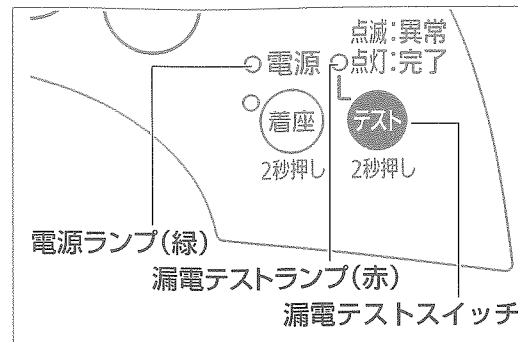 点滅:異常
電源 点灯:完了
着座 テスト
2秒押し 2秒押し
電源ランプ(緑)
漏電テストランプ(赤)
漏電テストスイッチ